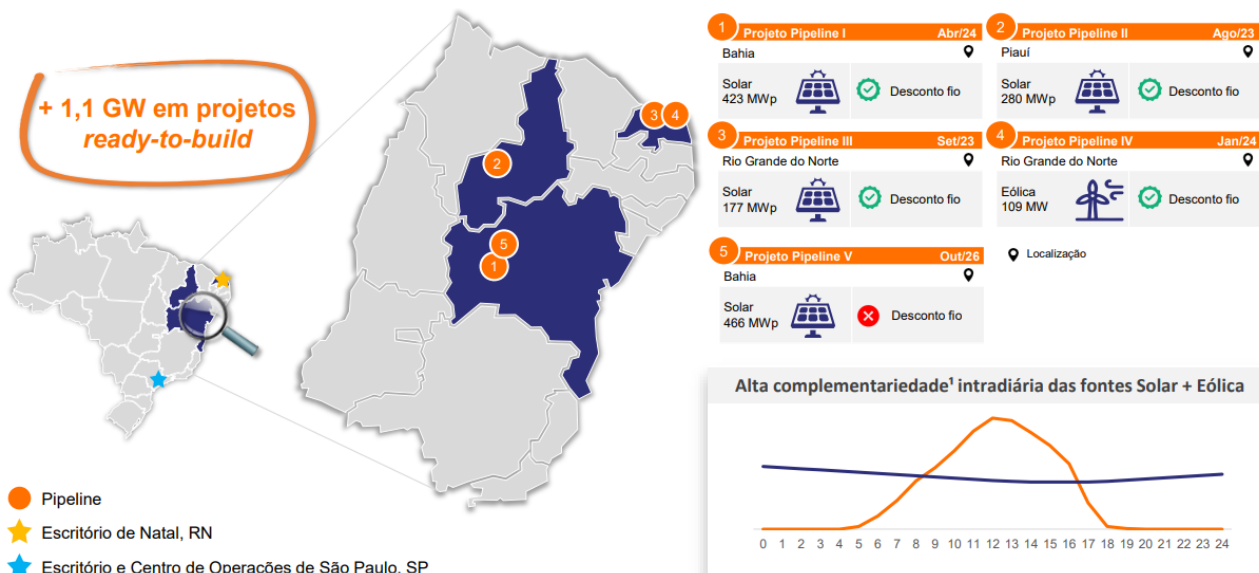 + 1,1 GW em projetos
ready-to-build
Pipeline
Escritório de Natal, RN
Escritório e Centro de Operações de São Paulo, SP
3
4
2
5
1
1
Projeto Pipeline I Abr/24
Bahia
Solar
423 MWp
Desconto fio
2
Projeto Pipeline II Ago/23
Piauí
Solar
280 MWp
Desconto fio
3
Projeto Pipeline III Set/23
Rio Grande do Norte
Solar
177 MWp
Desconto fio
4
Projeto Pipeline IV Jan/24
Rio Grande do Norte
Eólica
109 MW
Desconto fio
5
Projeto Pipeline V Out/26
Bahia
Solar
466 MWp
Desconto fio
Localização
Alta complementariedade¹ intradiária das fontes Solar + Eólica
0 1 2 3 4 5 6 7 8 9 10 11 12 13 14 15 16 17 18 19 20 21 22 23 24